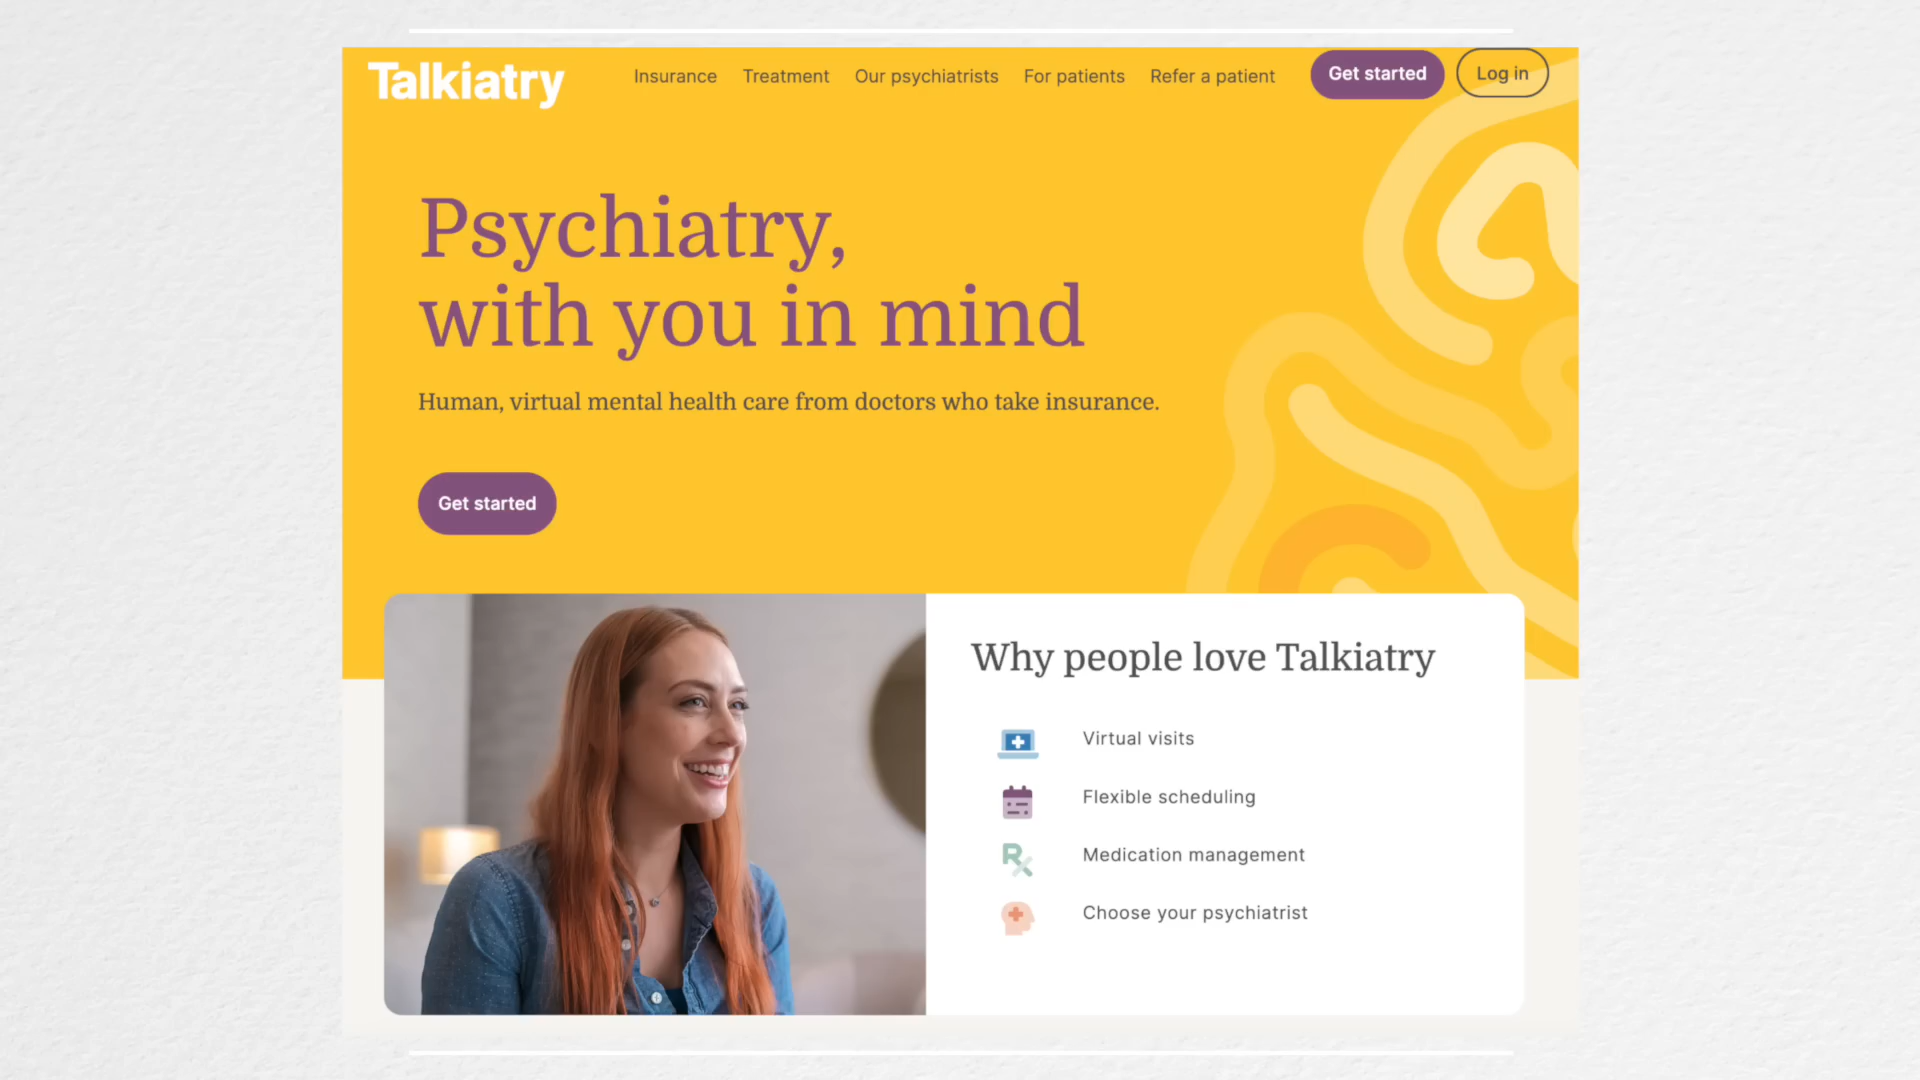 Talkiatry
Insurance
Treatment
Our psychiatrists
For patients
Refer a patient
Get started
Log in
Psychiatry,
with you in mind
Human, virtual mental health care from doctors who take insurance.
Get started
Why people love Talkiatry
Virtual visits
Flexible scheduling
Medication management
Choose your psychiatrist